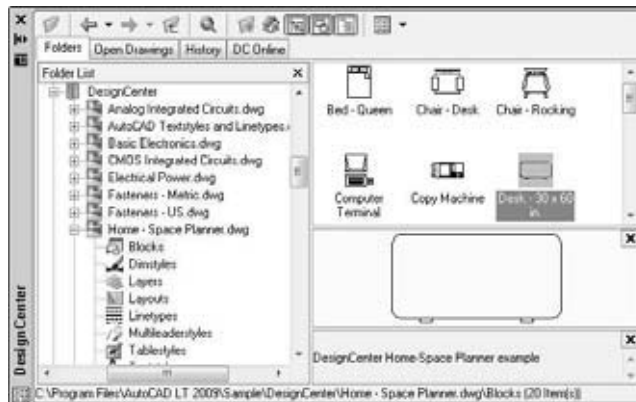 Folders Open Drawings History DC Online
Folder List
DesignCenter
Analog Integrated Circuits.dwg
AutoCAD Textstyles and Linetypes.
Basic Electronics.dwg
CMOS Integrated Circuits.dwg
Electrical Power.dwg
Fasteners - Metric.dwg
Fasteners - US.dwg
Home - Space Planner.dwg
Blocks
Dimstyles
Layers
Layouts
Linetypes
Multileaderstyles
Tablestyles
Bed - Queen
Chair - Desk
Chair - Rocking
Computer Terminal
Copy Machine
Desk - 30 x 60 in.
DesignCenter Home-Space Planner example
DesignCenter
C:\Program Files\AutoCAD LT 2009\Sample\DesignCenter\Home - Space Planner.dwg\Blocks (20 Item(s))